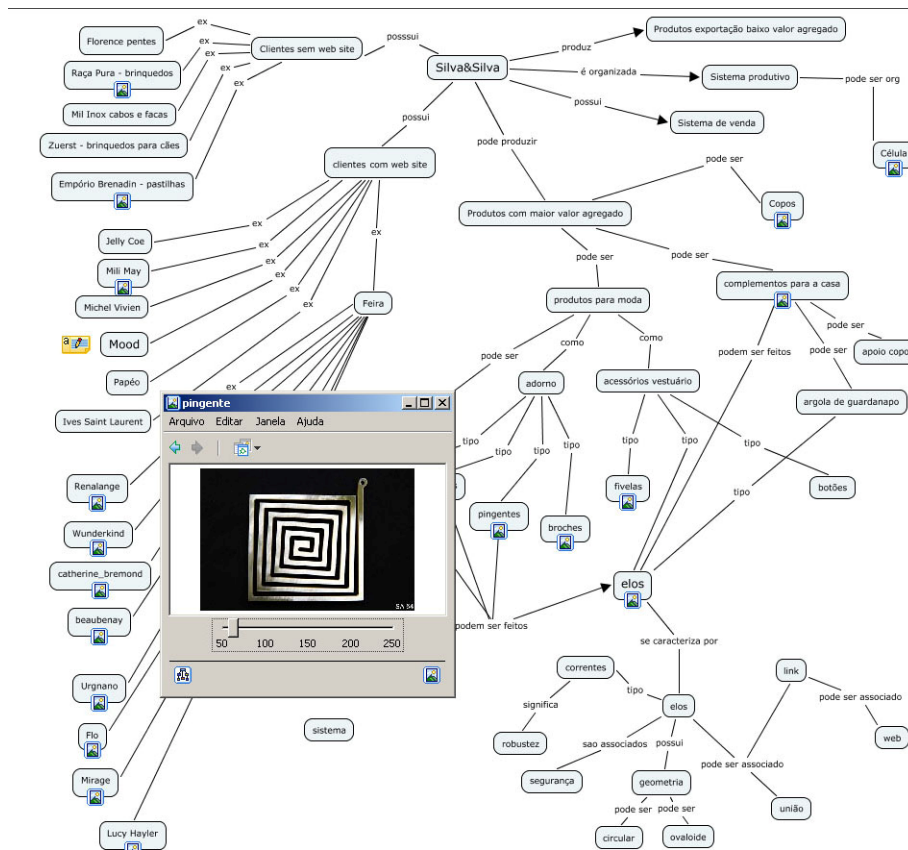 ex
posssui
Produtos exportação baixo valor agregado
Florence pentes
Clientes sem web site
produz
ex
Silva&Silva
Raça Pura - brinquedos
ex
é organizada
Sistema produtivo
pode ser org
Mil Inox cabos e facas
ex
possui
possui
Sistema de venda
Zuerst - brinquedos para cães
ex
pode produzir
clientes com web site
pode ser
Célula
Empório Brenadin - pastilhas
Copos
Produtos com maior valor agregado
ex
ex
Jelly Coe
ex
pode ser
pode ser
Mili May
ex
complementos para a casa
Michel Vivien
ex
Feira
produtos para moda
a
Mood
ex
podem ser feitos
pode ser
como
como
pode ser
apoio copo
pode ser
Papéo
ex
adorno
acessórios vestuário
argola de guardanapo
pingente
Arquivo Editar Janela Ajuda
Ives Saint Laurent
tipo
tipo
tipo
tipo
tipo
tipo
tipo
Renalange
fivelas
botões
pingentes
broches
Wunderkind
catherine_bremond
elos
SA 54
beaubenay
podem ser feitos
50 100 150 200 250
se caracteriza por
correntes
link
Urgnano
tipo
significa
pode ser associado
elos
Flo
sistema
robustez
sao associados
possui
web
pode ser associado
Mirage
segurança
geometria
união
pode ser
pode ser
Lucy Hayler
circular
ovaloide